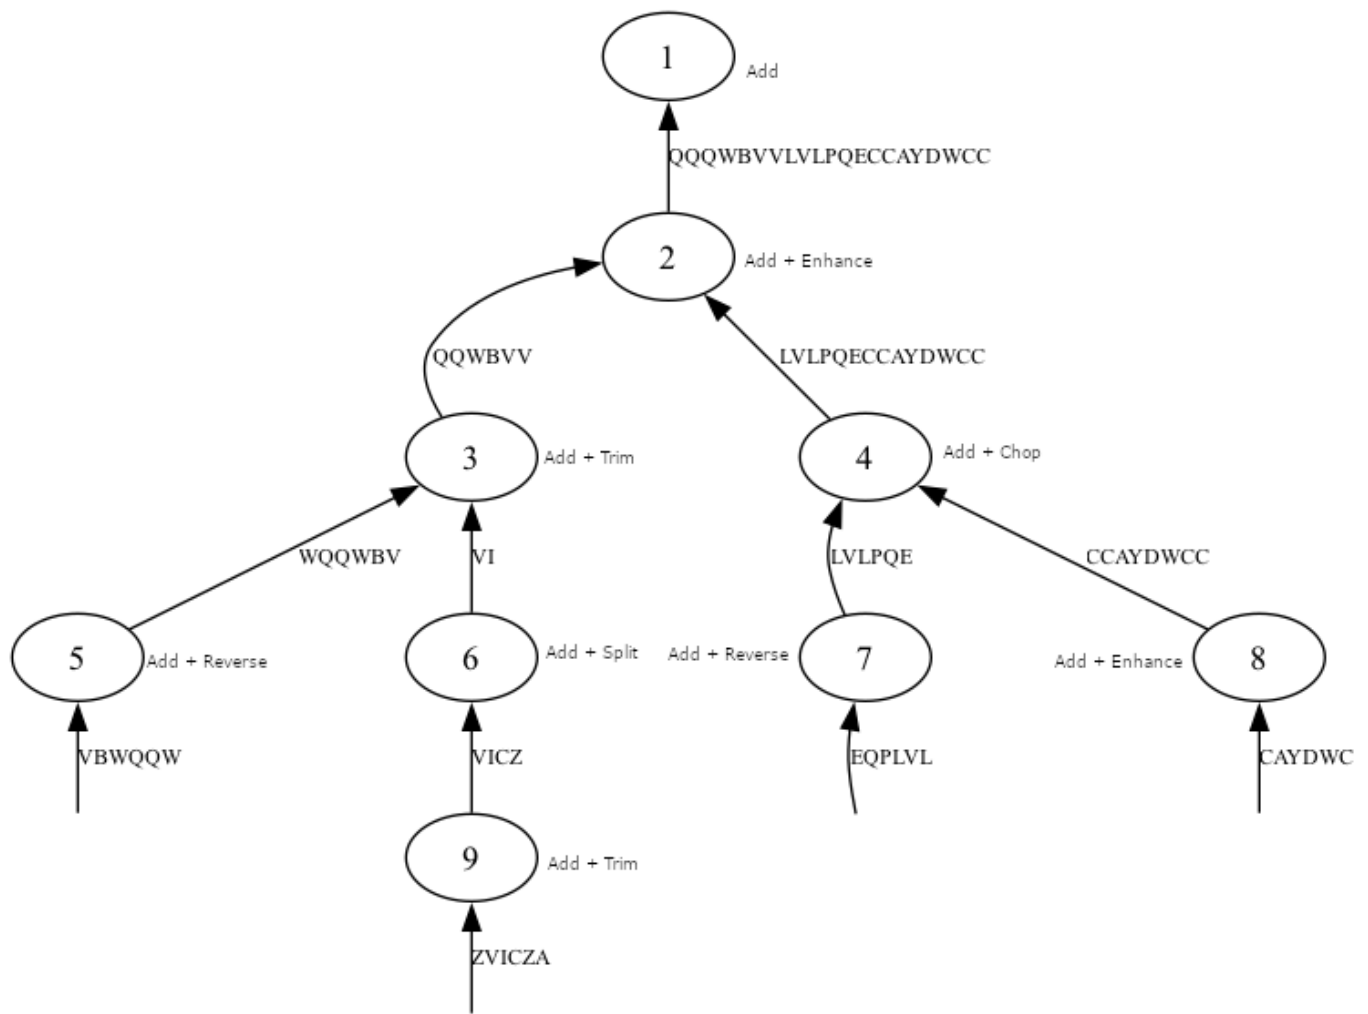 1
Add
QQQWBVVLVLPQECCAYDWCC
2
Add + Enhance
QQWBVV
LVLPQECCAYDWCC
3
Add + Trim
4
Add + Chop
WQQWBV
VI
LVLPQE
CCAYDWCC
5
Add + Reverse
6
Add + Split
Add + Reverse
7
Add + Enhance
8
VBWQQW
VICZ
EQPLVL
CAYDWC
9
Add + Trim
ZVICZA